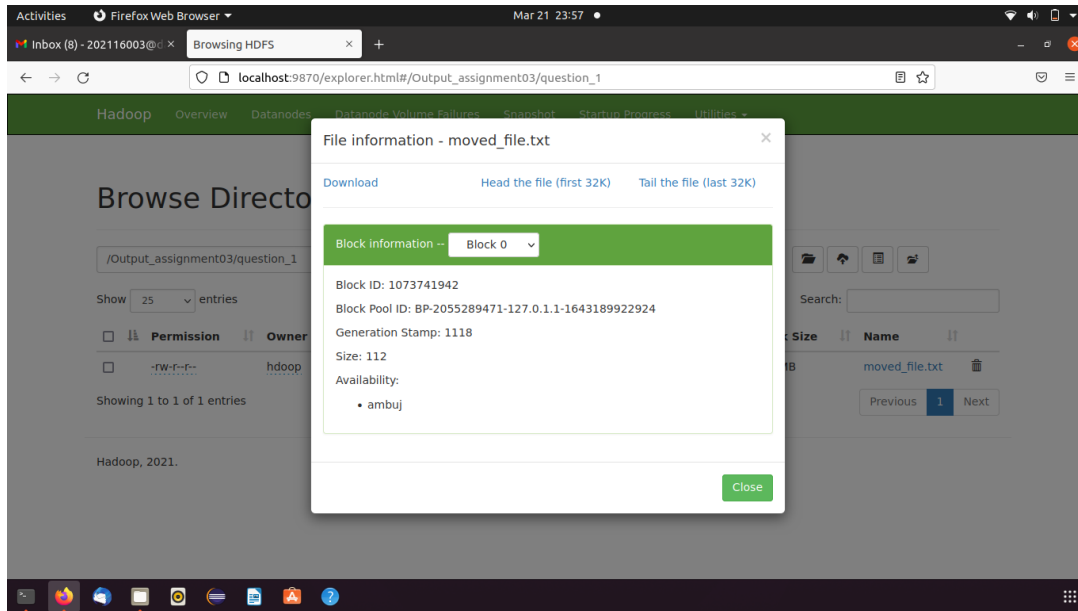 Activities Firefox Web Browser Mar 21 23:57
Inbox (8) - 202116003@d × Browsing HDFS × +
localhost:9870/explorer.html#/Output_assignment03/question_1
Hadoop Overview Datanodes Datanode Volume Failures Snapshot Startup Progress Utilities
File information - moved_file.txt ×
Download Head the file (first 32K) Tail the file (last 32K)
Browse Directo
Block information -- Block 0
/Output_assignment03/question_1
Block ID: 1073741942
Block Pool ID: BP-2055289471-127.0.1.1-1643189922924
Generation Stamp: 1118
Size: 112
Availability:
• ambuj
Show 25 entries Search:
Permission Owner Size Name
-rw-r--r-- hdoop MB moved_file.txt
Showing 1 to 1 of 1 entries Previous 1 Next
Hadoop, 2021.
Close